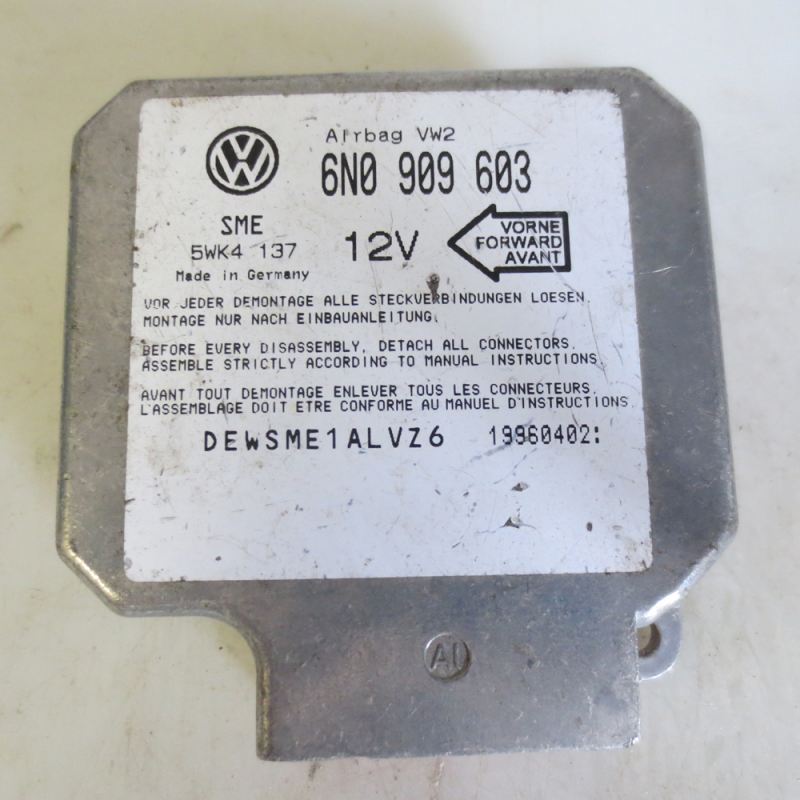 Airbag VW2
6N0 909 603
SME
5WK4 137
Made in Germany
12V
VORNE
FORWARD
AVANT
VOR JEDER DEMONTAGE ALLE STECKVERBINDUNGEN LOESEN.
MONTAGE NUR NACH EINBAUANLEITUNG.
BEFORE EVERY DISASSEMBLY, DETACH ALL CONNECTORS.
ASSEMBLE STRICTLY ACCORDING TO MANUAL INSTRUCTIONS.
AVANT TOUT DEMONTAGE ENLEVER TOUS LES CONNECTEURS.
L'ASSEMBLAGE DOIT ETRE CONFORME AU MANUEL D'INSTRUCTIONS.
DEWSME1ALVZ6 19960402:
Al